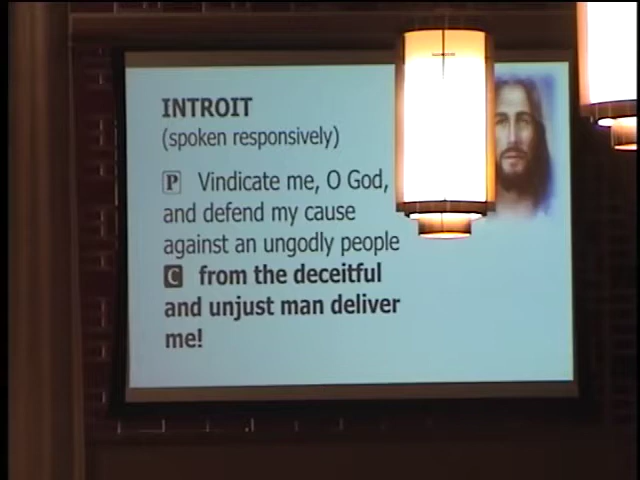 INTROIT
(spoken responsively)
P Vindicate me, O God,
and defend my cause
against an ungodly people
C from the deceitful
and unjust man deliver
me!